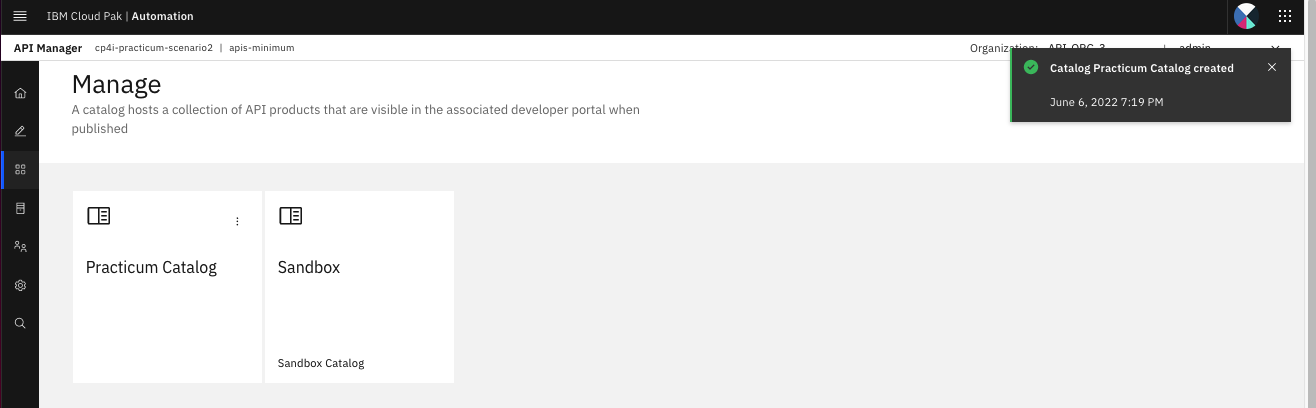 IBM Cloud Pak | Automation
API Manager cp4i-practicum-scenario2 | apis-minimum Organization: API-ORG-3 | admin
Catalog Practicum Catalog created
June 6, 2022 7:19 PM
Manage
A catalog hosts a collection of API products that are visible in the associated developer portal when
published
Practicum Catalog
Sandbox
Sandbox Catalog